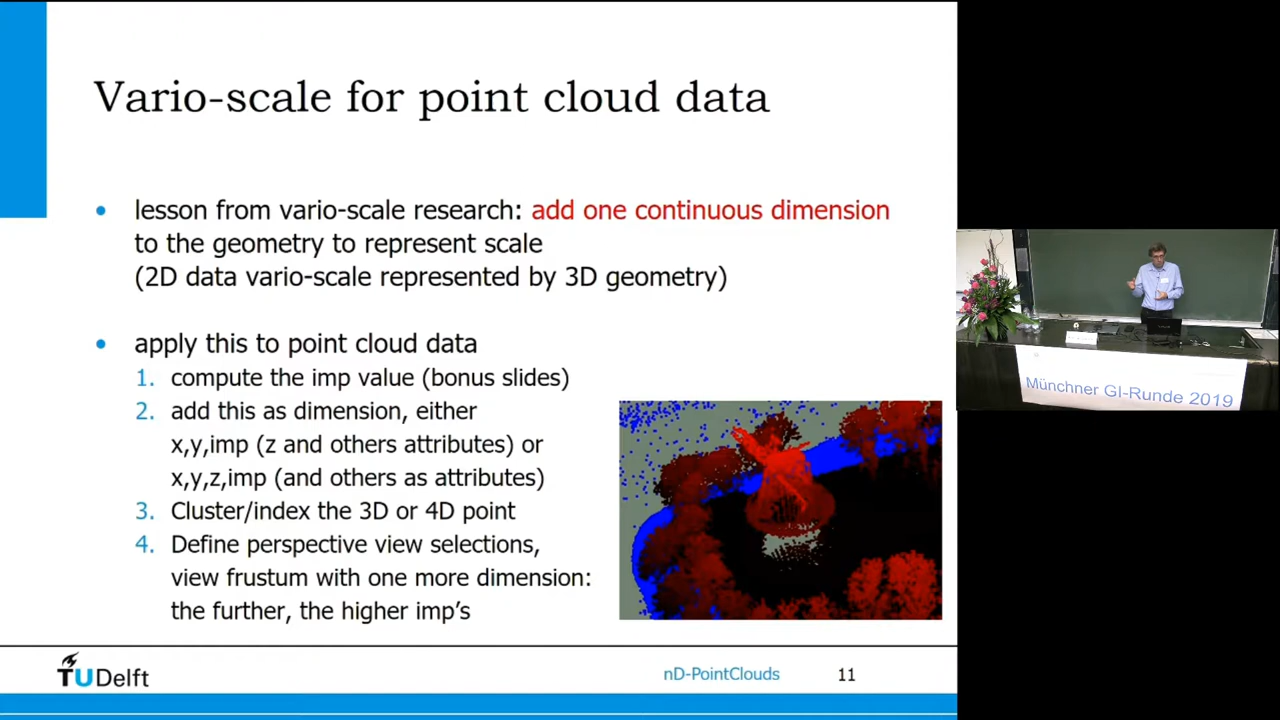 Vario-scale for point cloud data
• lesson from vario-scale research: add one continuous dimension
to the geometry to represent scale
(2D data vario-scale represented by 3D geometry)
• apply this to point cloud data
1. compute the imp value (bonus slides)
2. add this as dimension, either
x,y,imp (z and others attributes) or
x,y,z,imp (and others as attributes)
3. Cluster/index the 3D or 4D point
4. Define perspective view selections,
view frustum with one more dimension:
the further, the higher imp's
TUDelft
nD-PointClouds
11
Münchner GI-Runde 2019